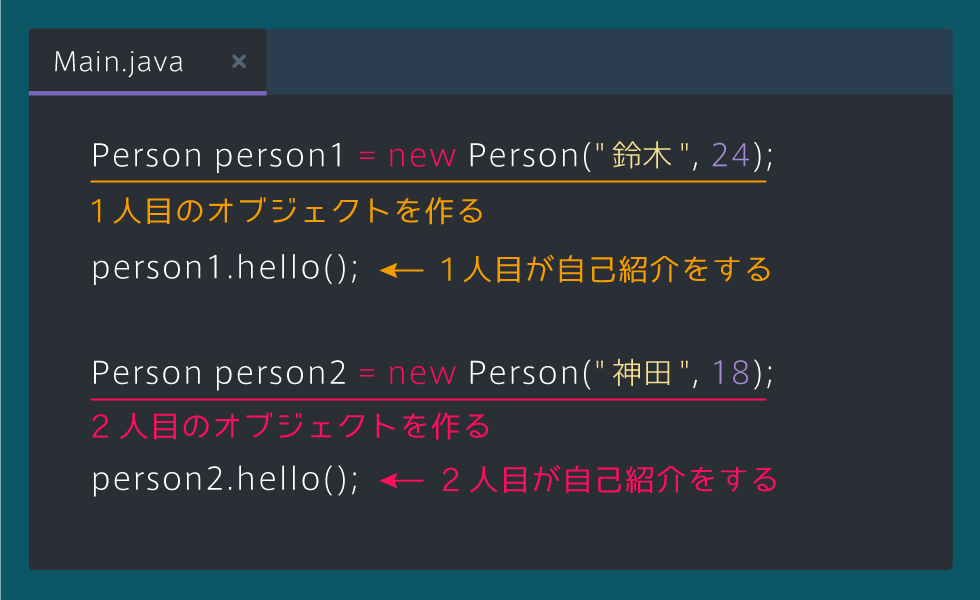 Main.java ×
Person person1 = new Person("鈴木", 24);
1人目のオブジェクトを作る
person1.hello(); ← 1人目が自己紹介をする
Person person2 = new Person("神田", 18);
2人目のオブジェクトを作る
person2.hello(); ← 2人目が自己紹介をする